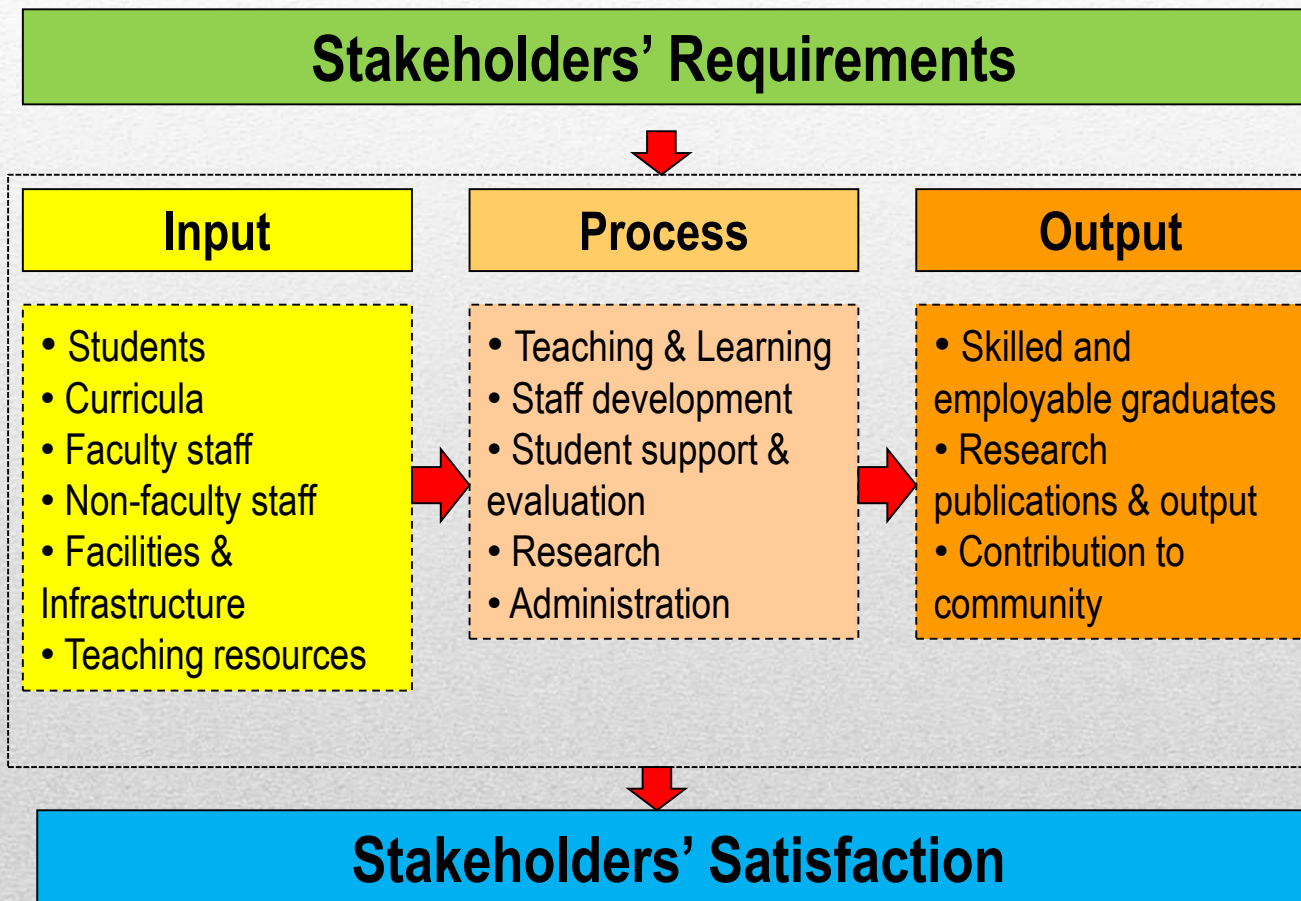 Stakeholders’ Requirements
Input
• Students
• Curricula
• Faculty staff
• Non-faculty staff
• Facilities &
Infrastructure
• Teaching resources
Process
• Teaching & Learning
• Staff development
• Student support &
evaluation
• Research
• Administration
Output
• Skilled and
employable graduates
• Research
publications & output
• Contribution to
community
Stakeholders’ Satisfaction